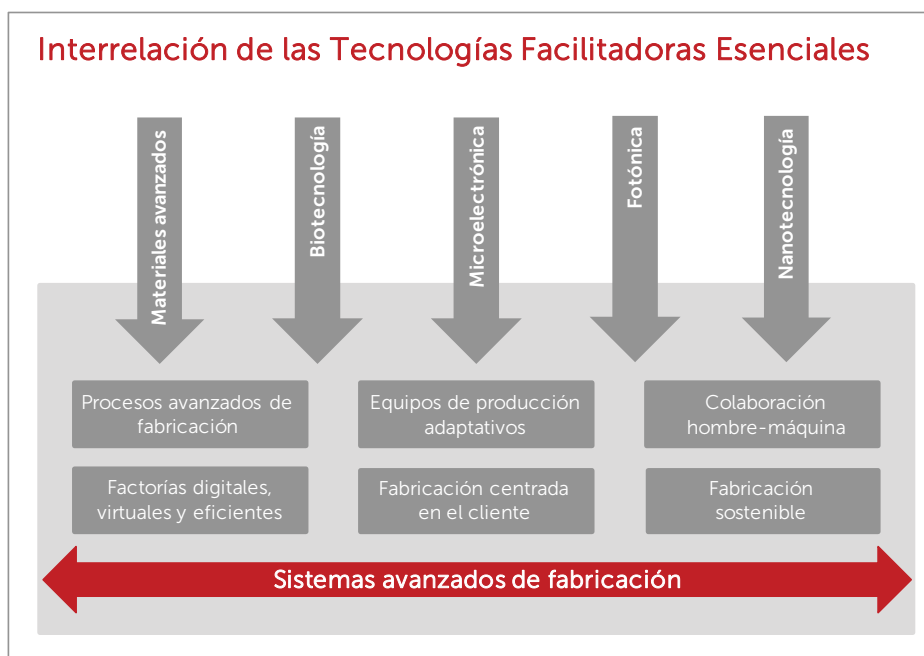 Interrelación de las Tecnologías Facilitadoras Esenciales
Materiales avanzados
Biotecnología
Microelectrónica
Fotónica
Nanotecnología
Procesos avanzados de
fabricación
Equipos de producción
adaptativos
Colaboración
hombre-máquina
Factorías digitales,
virtuales y eficientes
Fabricación centrada
en el cliente
Fabricación
sostenible
Sistemas avanzados de fabricación